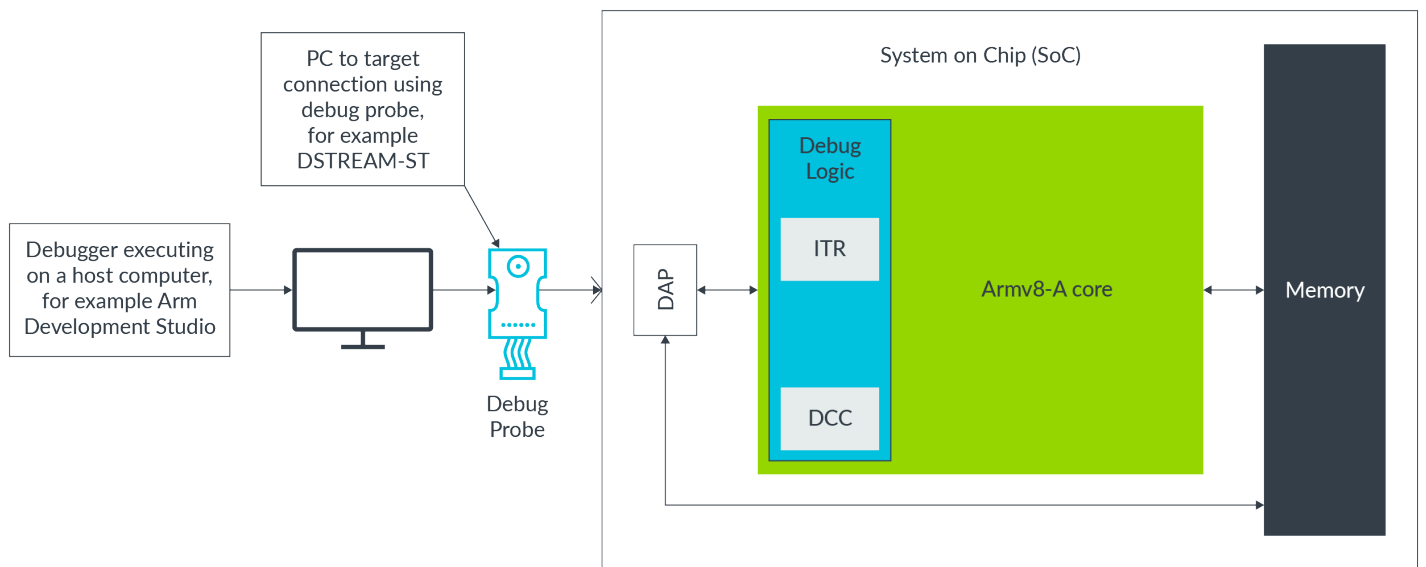 PC to target
connection using
debug probe,
for example
DSTREAM-ST
Debugger executing
on a host computer,
for example Arm
Development Studio
Debug
Probe
System on Chip (SoC)
DAP
Debug
Logic
ITR
DCC
Armv8-A core
Memory